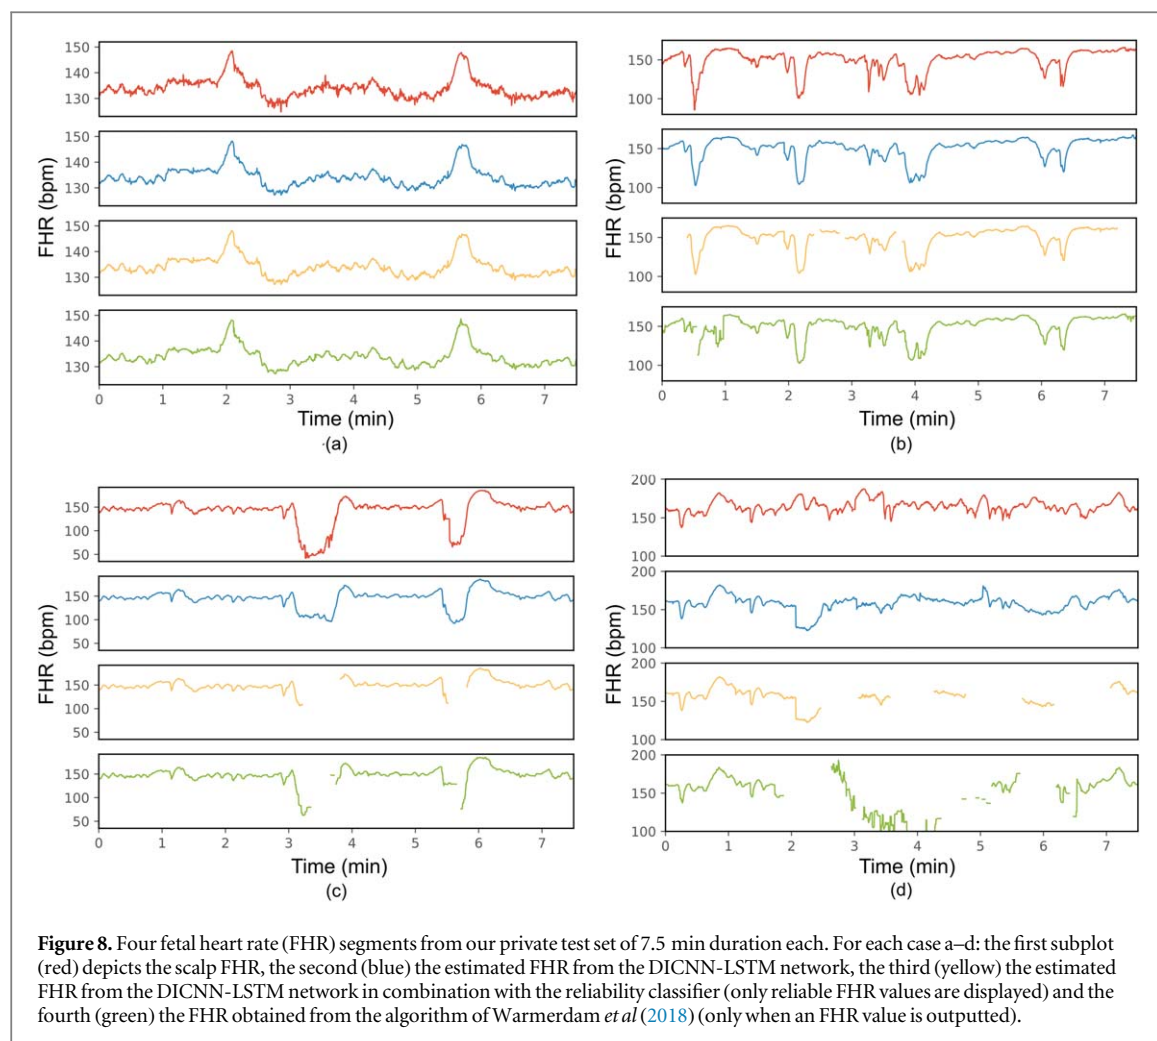 150
140
130
150
140
130
150
140
130
150
140
130
FHR (bpm)
0 1 2 3 4 5 6 7
Time (min)
(a)
150
100
150
100
150
100
150
100
FHR (bpm)
0 1 2 3 4 5 6 7
Time (min)
(b)
150
100
50
150
100
50
150
100
50
150
100
50
FHR (bpm)
0 1 2 3 4 5 6 7
Time (min)
(c)
200
150
100
200
150
100
200
150
100
200
150
100
FHR (bpm)
0 1 2 3 4 5 6 7
Time (min)
(d)
Figure 8. Four fetal heart rate (FHR) segments from our private test set of 7.5 min duration each. For each case a–d: the first subplot
(red) depicts the scalp FHR, the second (blue) the estimated FHR from the DICNN-LSTM network, the third (yellow) the estimated
FHR from the DICNN-LSTM network in combination with the reliability classifier (only reliable FHR values are displayed) and the
fourth (green) the FHR obtained from the algorithm of Warmerdam et al (2018) (only when an FHR value is outputted).